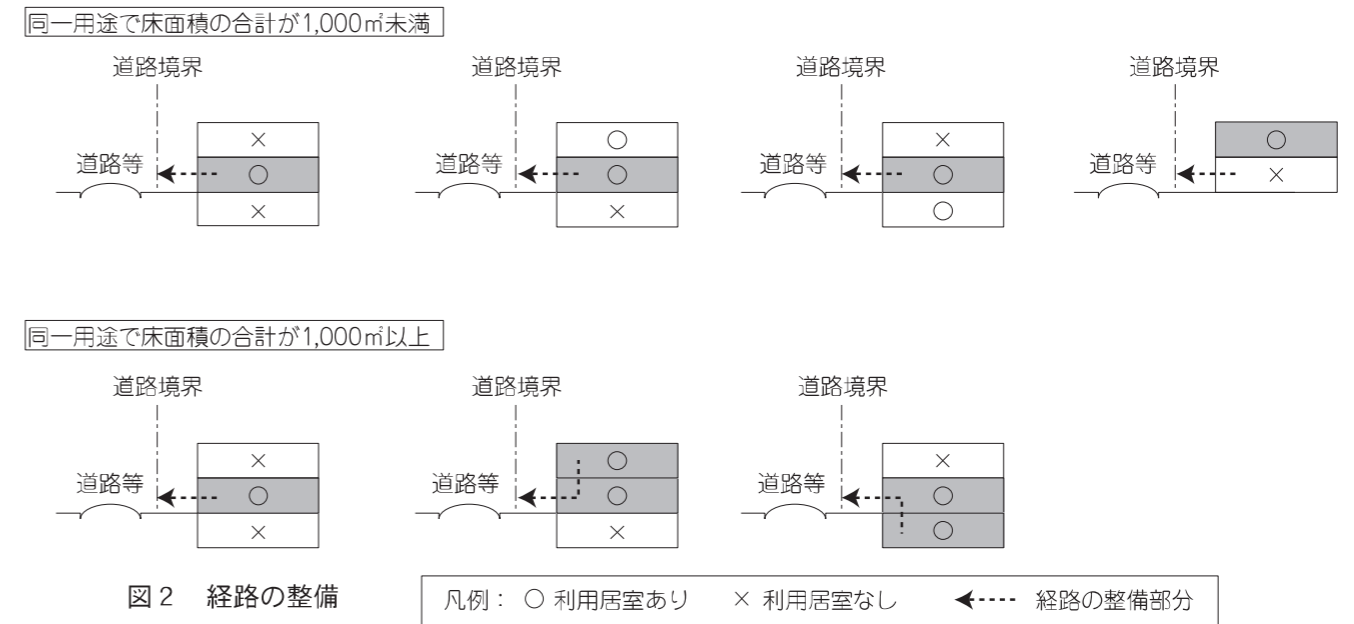 同一用途で床面積の合計が1,000㎡未満
道路境界 道路境界 道路境界 道路境界
× ○ × ○
道路等 ○ 道路等 ○ 道路等 ○ 道路等 ×
× × ○
同一用途で床面積の合計が1,000㎡以上
道路境界 道路境界 道路境界
× ○ ×
道路等 ○ 道路等 ○ 道路等 ○
× × ○
図2 経路の整備
凡例： ○ 利用居室あり × 利用居室なし 経路の整備部分